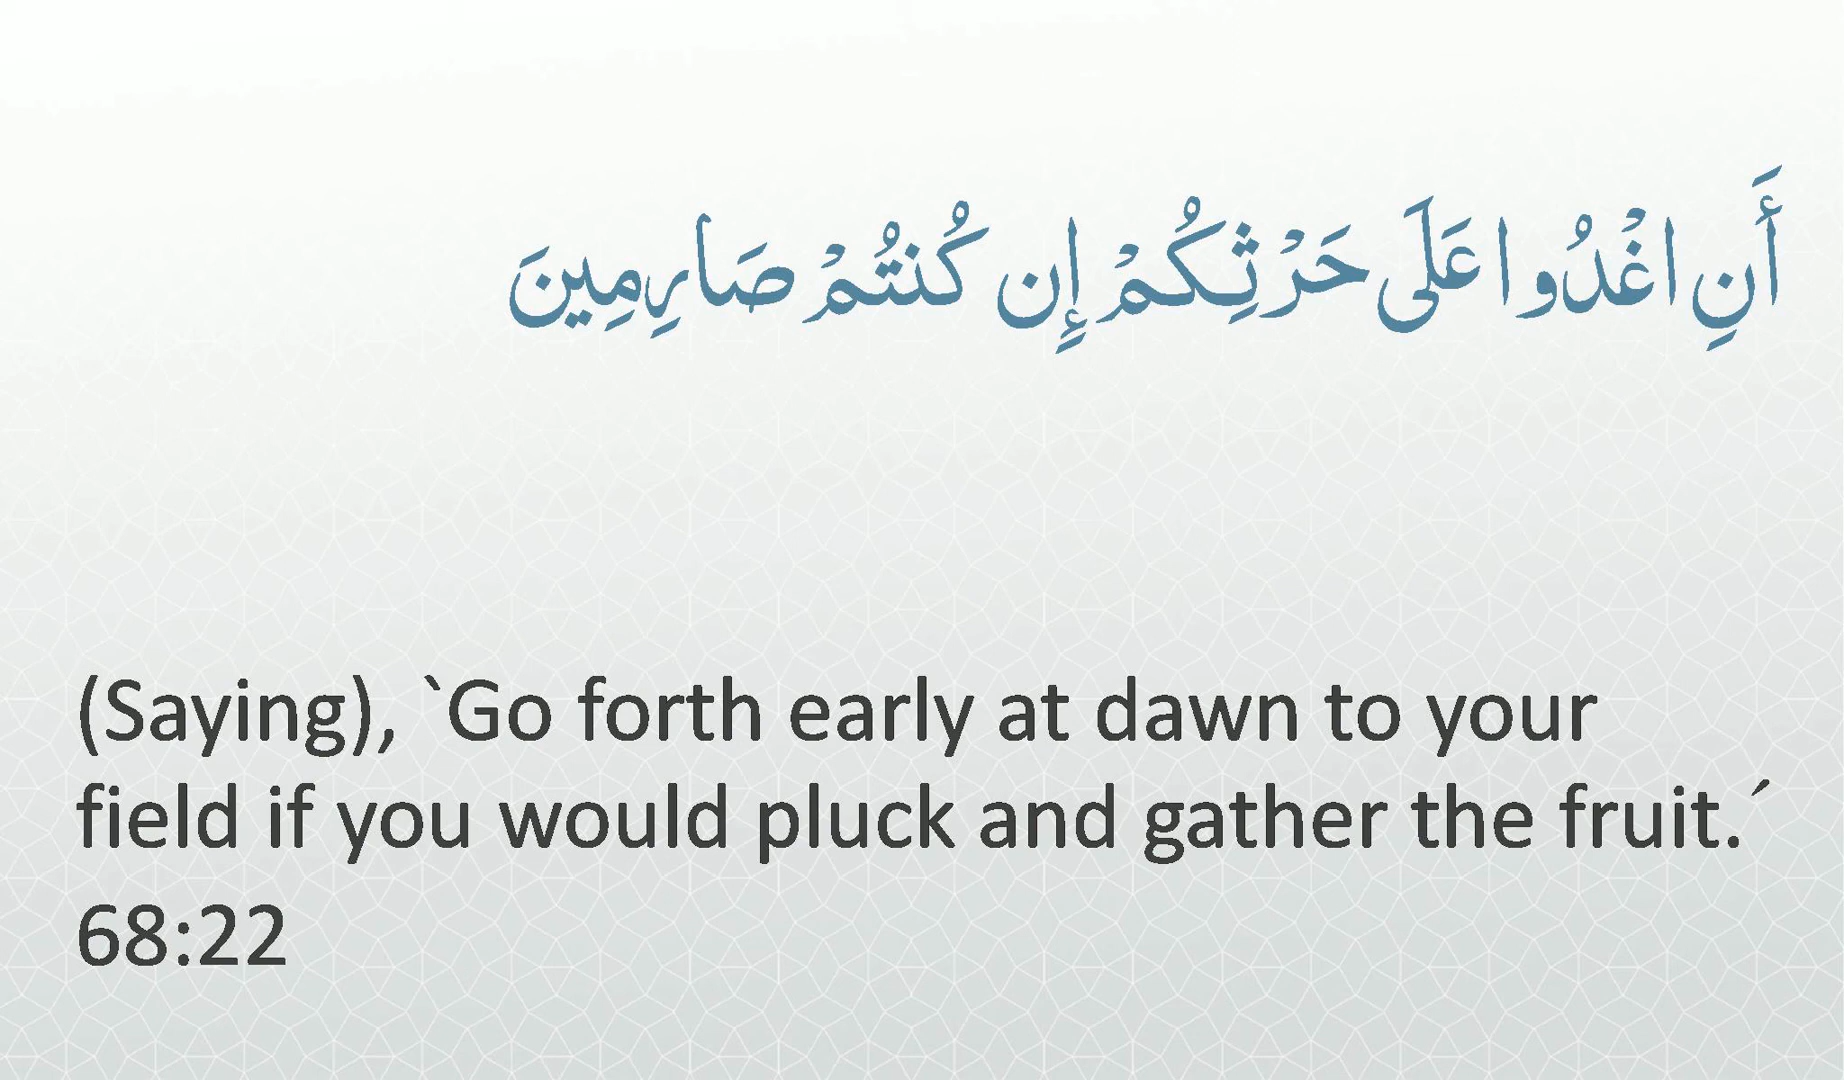 أَنِ اغْدُوا عَلَى حَرْثِكُمْ إِن كُنتُمْ صَارِمِينَ
(Saying), `Go forth early at dawn to your
field if you would pluck and gather the fruit.´
68:22